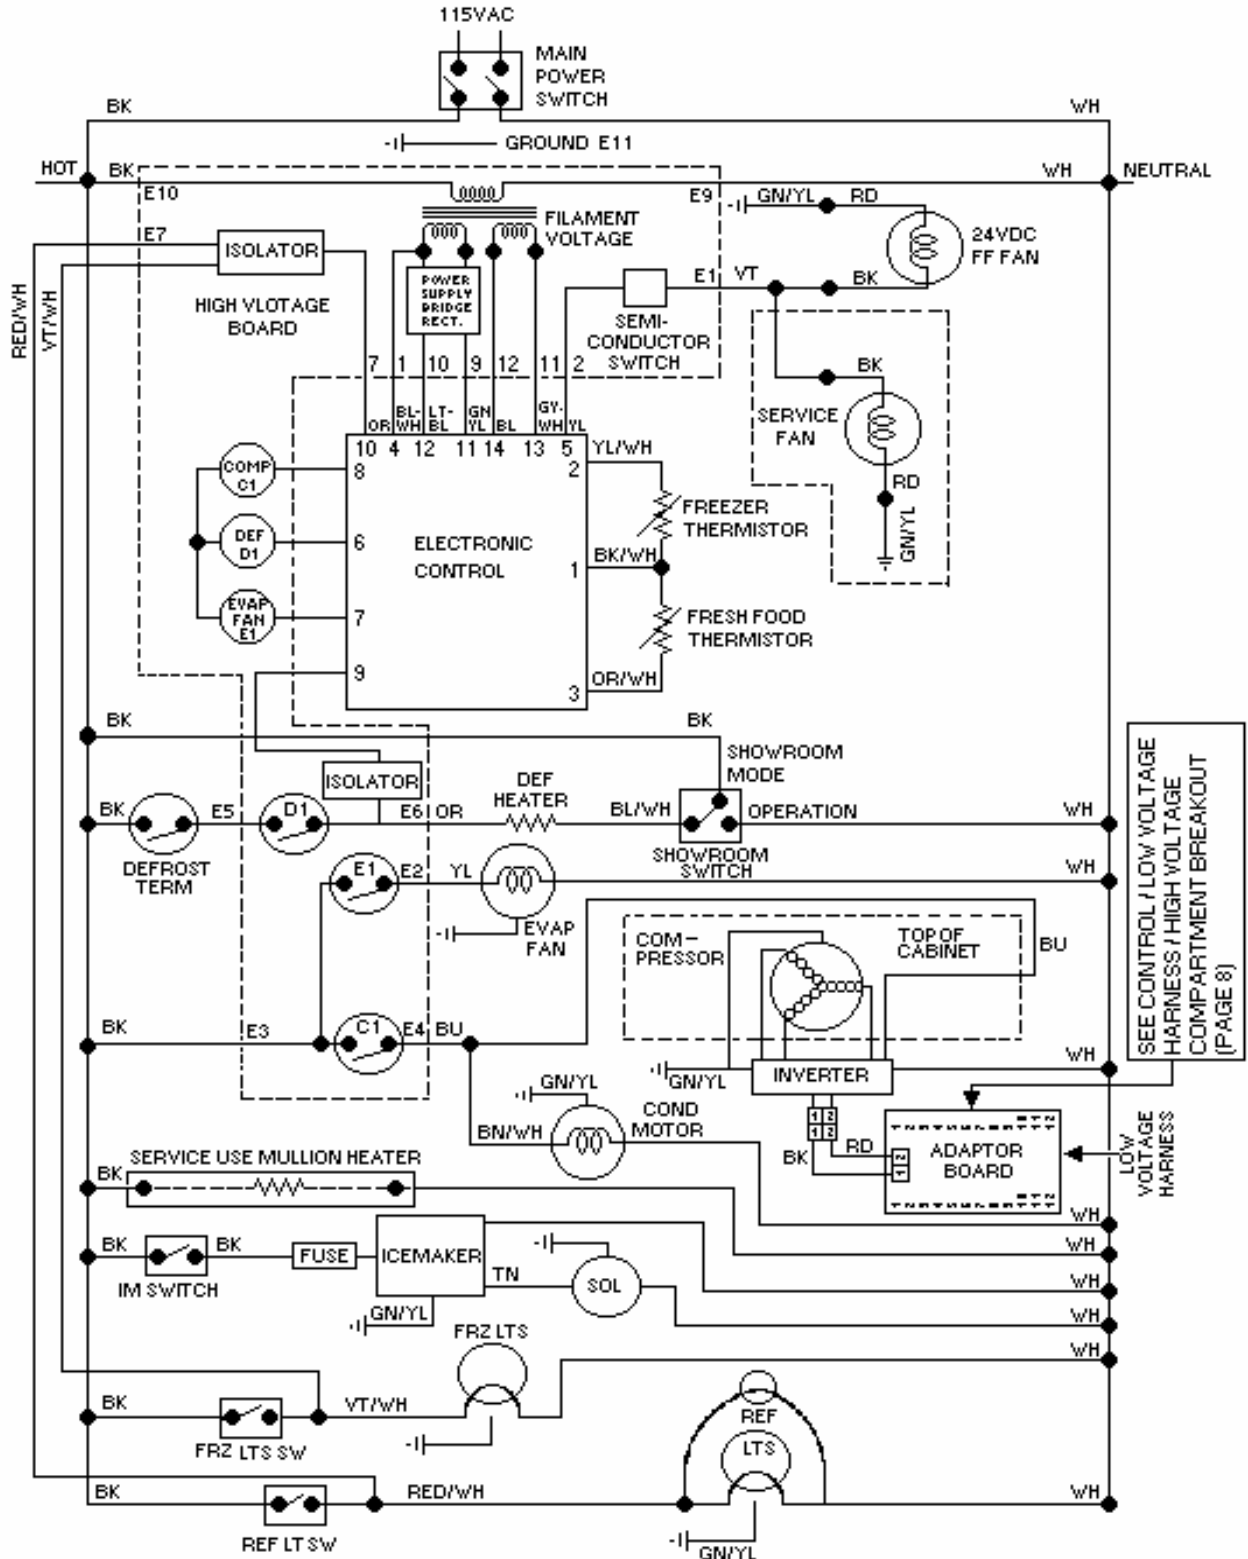 115VAC
MAIN
POWER
SWITCH
BK
WH
GROUND E11
HOT
BK
WH
NEUTRAL
E10
E9
GN/YL
RD
FILAMENT
VOLTAGE
24VDC
FF FAN
E7
ISOLATOR
RED/WH
VT/WH
HIGH VLOTAGE
BOARD
POWER
SUPPLY
BRIDGE
RECT.
E1
VT
BK
SEMI-
CONDUCTOR
SWITCH
7 1 10 9 12 11 2
BK
SERVICE
FAN
RD
GN/YL
OR
BL-
WH
LT-
BL
GN
YL
BL
GY-
WH
YL
10 4 12 11 14 13 5
YL/WH
COMP
C1
8
2
FREEZER
THERMISTOR
DEF
D1
6
ELECTRONIC
CONTROL
BK/WH
1
EVAP
FAN
E1
7
FRESH FOOD
THERMISTOR
9
OR/WH
3
BK
BK
SHOWROOM
MODE
ISOLATOR
DEF
HEATER
BK
E5
D1
E6
OR
BL/WH
OPERATION
WH
DEFROST
TERM
SHOWROOM
SWITCH
E1
E2
YL
WH
EVAP
FAN
COM-
PRESSOR
TOP OF
CABINET
BU
BK
E3
C1
E4
BU
WH
GN/YL
INVERTER
SEE CONTROL / LOW VOLTAGE
HARNESS / HIGH VOLTAGE
COMPARTMENT BREAKOUT
(PAGE 8)
GN/YL
COND
MOTOR
BN/WH
1 2
1 2
BK
RD
2
1
ADAPTOR
BOARD
LOW
VOLTAGE
HARNESS
SERVICE USE MULLION HEATER
BK
WH
WH
BK
BK
FUSE
ICEMAKER
IM SWITCH
TN
SOL
WH
GN/YL
WH
FRZ LTS
WH
BK
VT/WH
FRZ LTS SW
REF
LTS
BK
RED/WH
WH
REF LT SW
GN/YL